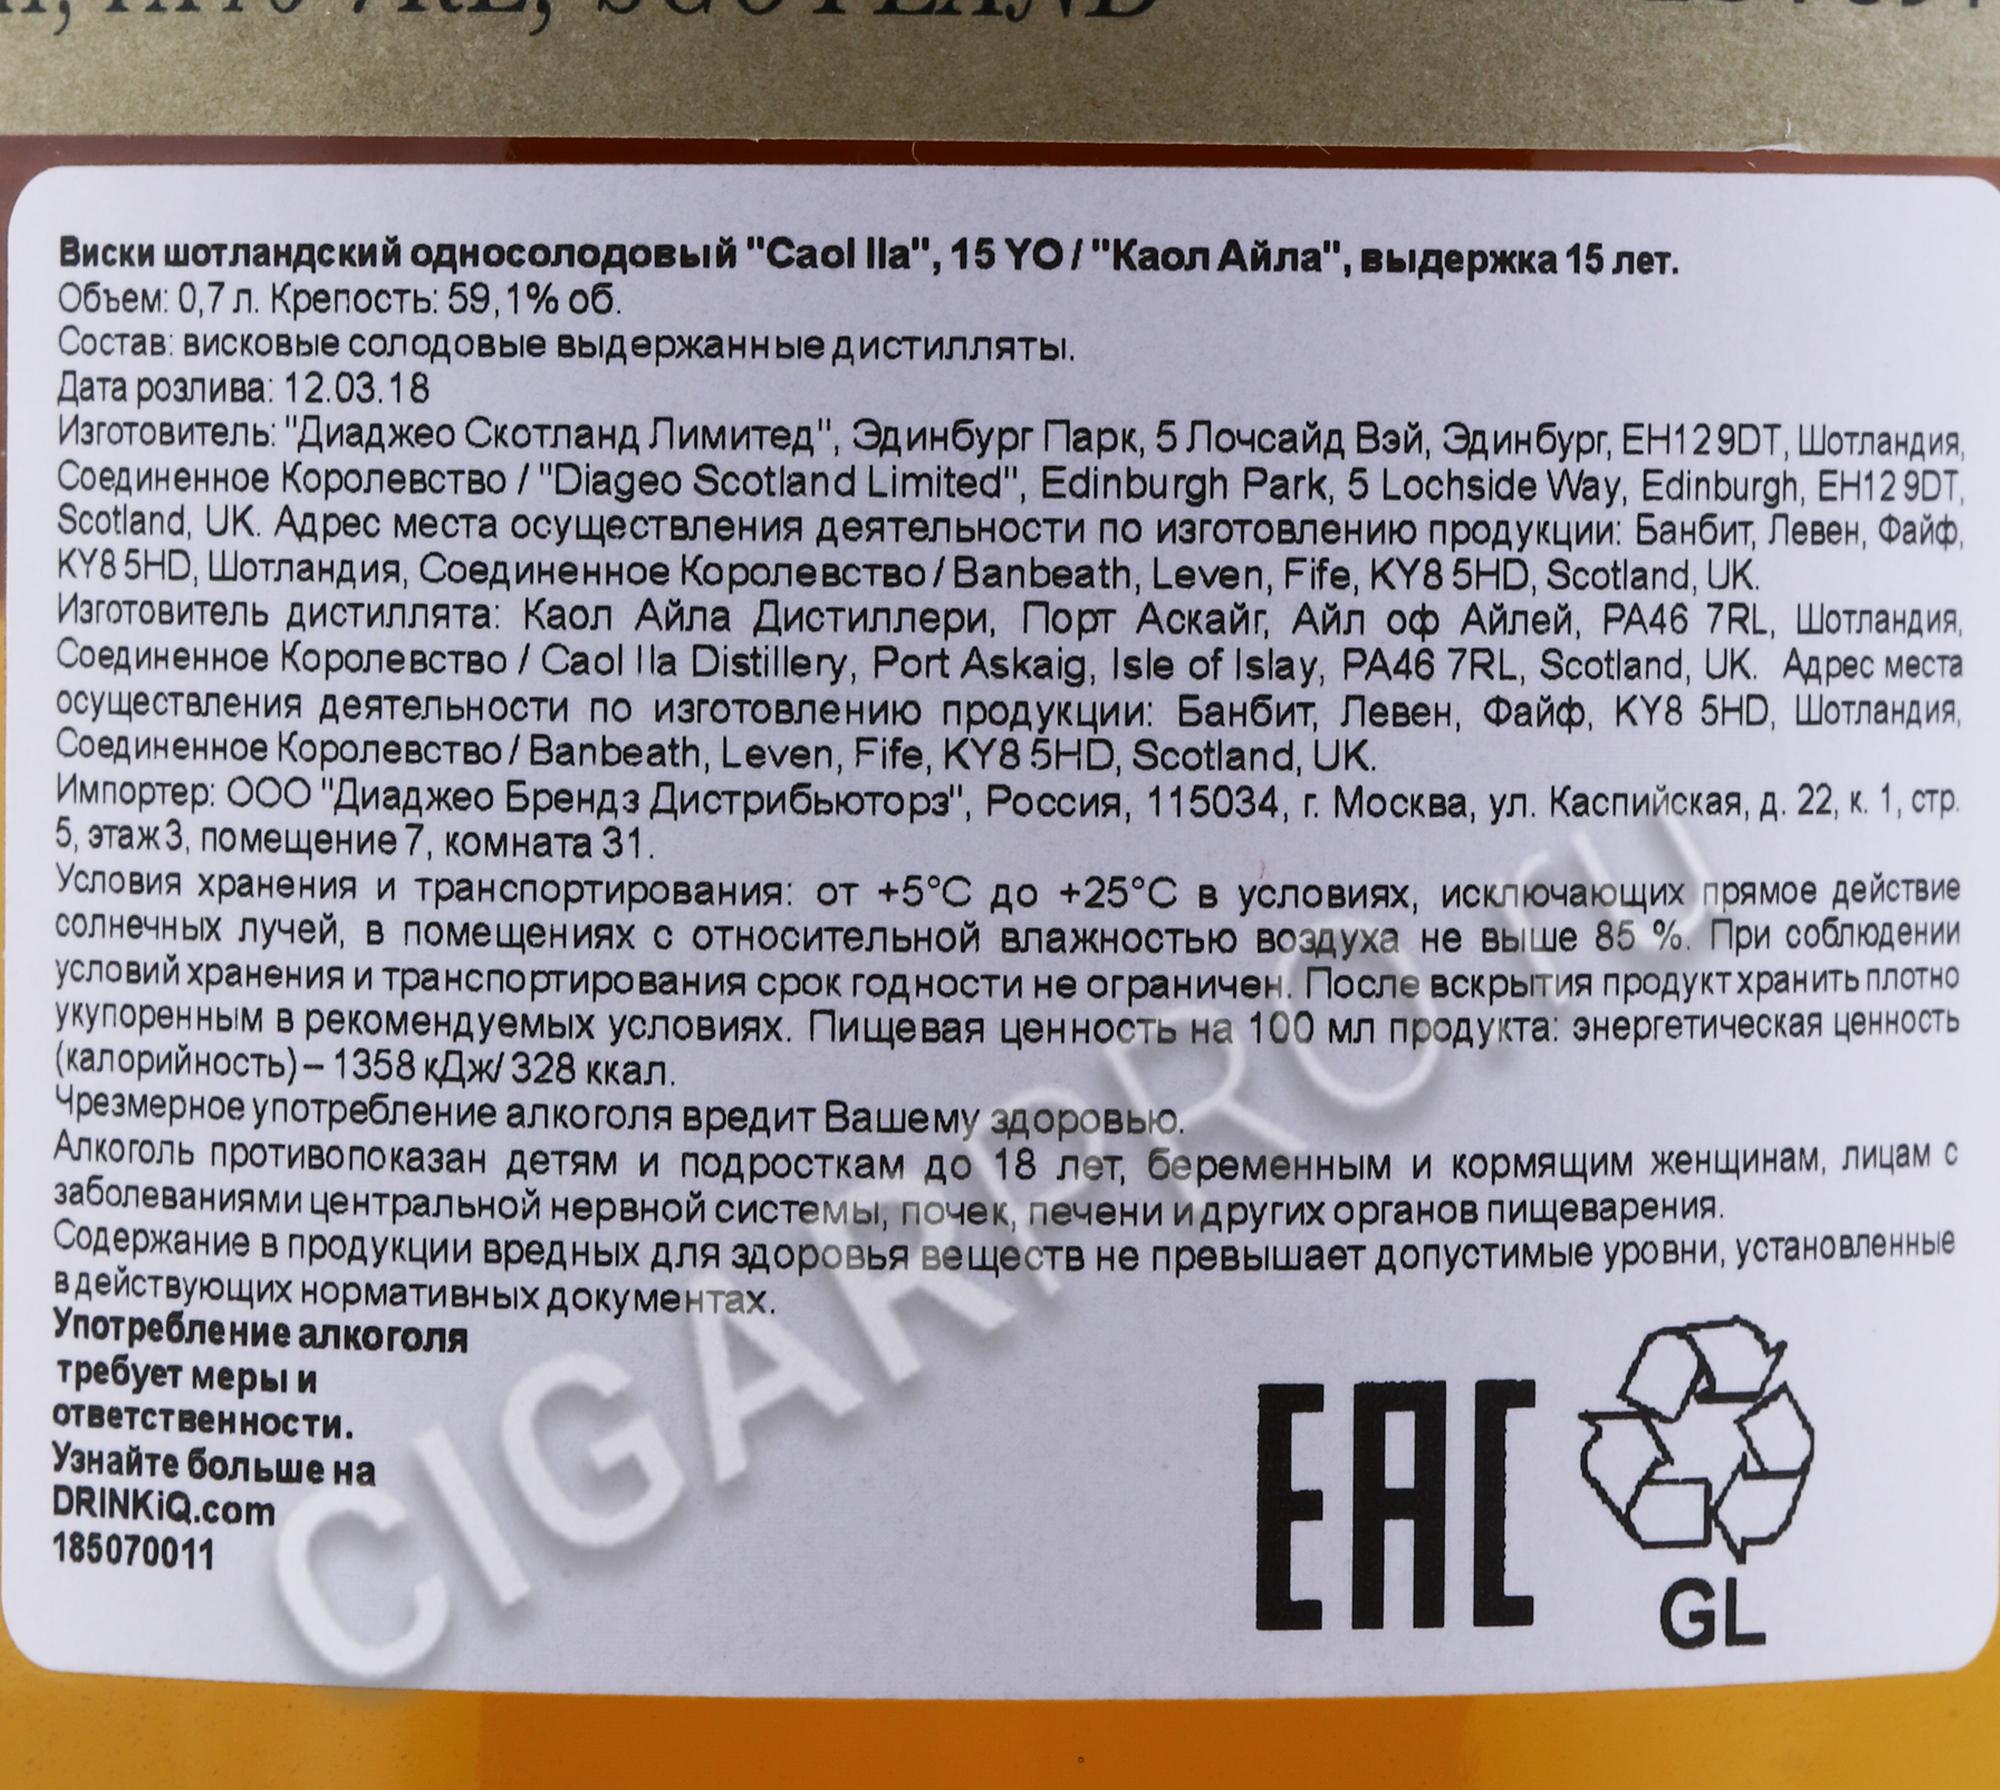 SCOTLAND
Виски шотландский односолодовый "Caol Ila", 15 YO / "Каол Айла", выдержка 15 лет.
Объем: 0,7 л. Крепость: 59,1% об.
Состав: висковые солодовые выдержанные дистилляты.
Дата розлива: 12.03.18
Изготовитель: "Диаджео Скотланд Лимитед", Эдинбург Парк, 5 Лочсайд Вэй, Эдинбург, EH12 9DT, Шотландия,
Соединенное Королевство / "Diageo Scotland Limited", Edinburgh Park, 5 Lochside Way, Edinburgh, EH12 9DT,
Scotland, UK. Адрес места осуществления деятельности по изготовлению продукции: Банбит, Левен, Файф,
KY8 5HD, Шотландия, Соединенное Королевство / Banbeath, Leven, Fife, KY8 5HD, Scotland, UK.
Изготовитель дистиллята: Каол Айла Дистиллери, Порт Аскайг, Айл оф Айлей, PA46 7RL, Шотландия,
Соединенное Королевство / Caol Ila Distillery, Port Askaig, Isle of Islay, PA46 7RL, Scotland, UK. Адрес места
осуществления деятельности по изготовлению продукции: Банбит, Левен, Файф, KY8 5HD, Шотландия,
Соединенное Королевство / Banbeath, Leven, Fife, KY8 5HD, Scotland, UK.
Импортер: ООО "Диаджео Брендз Дистрибьюторз", Россия, 115034, г. Москва, ул. Каспийская, д. 22, к. 1, стр.
5, этаж 3, помещение 7, комната 31.
Условия хранения и транспортирования: от +5°C до +25°C в условиях, исключающих прямое действие
солнечных лучей, в помещениях с относительной влажностью воздуха не выше 85 %. При соблюдении
условий хранения и транспортирования срок годности не ограничен. После вскрытия продукт хранить плотно
укупоренным в рекомендуемых условиях. Пищевая ценность на 100 мл продукта: энергетическая ценность
(калорийность) – 1358 кДж/ 328 ккал.
Чрезмерное употребление алкоголя вредит Вашему здоровью.
Алкоголь противопоказан детям и подросткам до 18 лет, беременным и кормящим женщинам, лицам с
заболеваниями центральной нервной системы, почек, печени и других органов пищеварения.
Содержание в продукции вредных для здоровья веществ не превышает допустимые уровни, установленные
в действующих нормативных документах.
Употребление алкоголя
требует меры и
ответственности.
Узнайте больше на
DRINKiQ.com
185070011
EAC
GL
CIGARPRO.ru